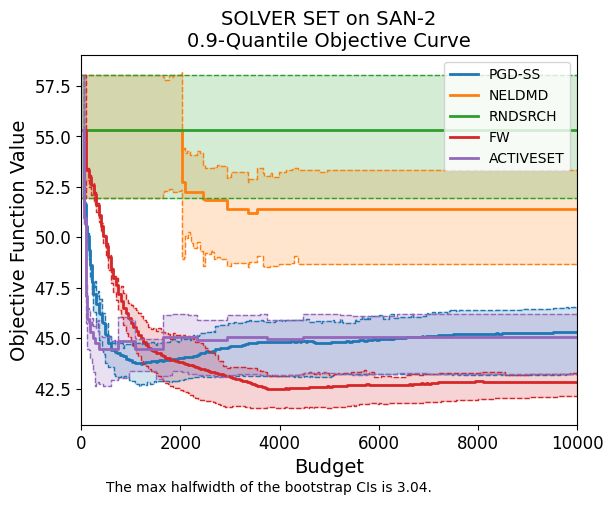 SOLVER SET on SAN-2
0.9-Quantile Objective Curve
Objective Function Value
57.5
55.0
52.5
50.0
47.5
45.0
42.5
PGD-SS
NELDMD
RNDSRCH
FW
ACTIVESET
0 2000 4000 6000 8000 10000
Budget
The max halfwidth of the bootstrap CIs is 3.04.